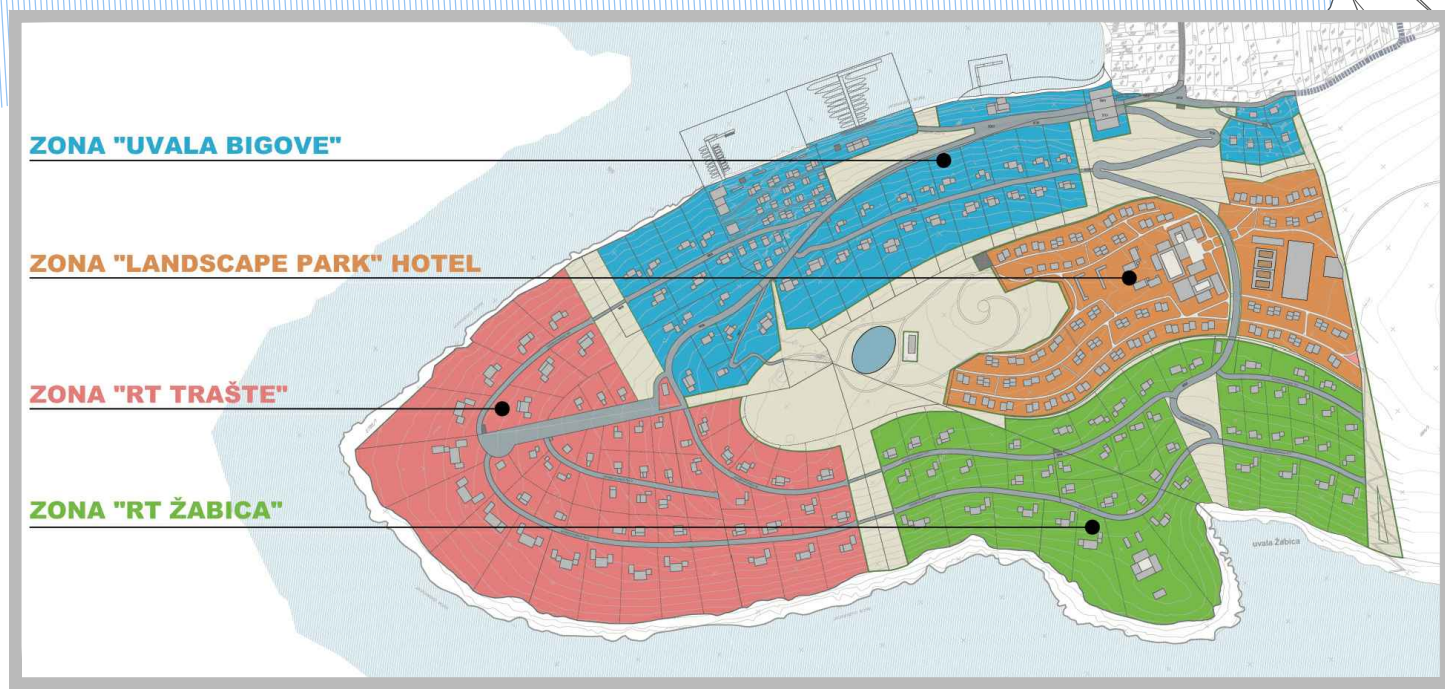 ZONA "UVALA BIGOVE"
ZONA "LANDSCAPE PARK" HOTEL
ZONA "RT TRAŠTE"
ZONA "RT ŽABICA"
uvala Žabica